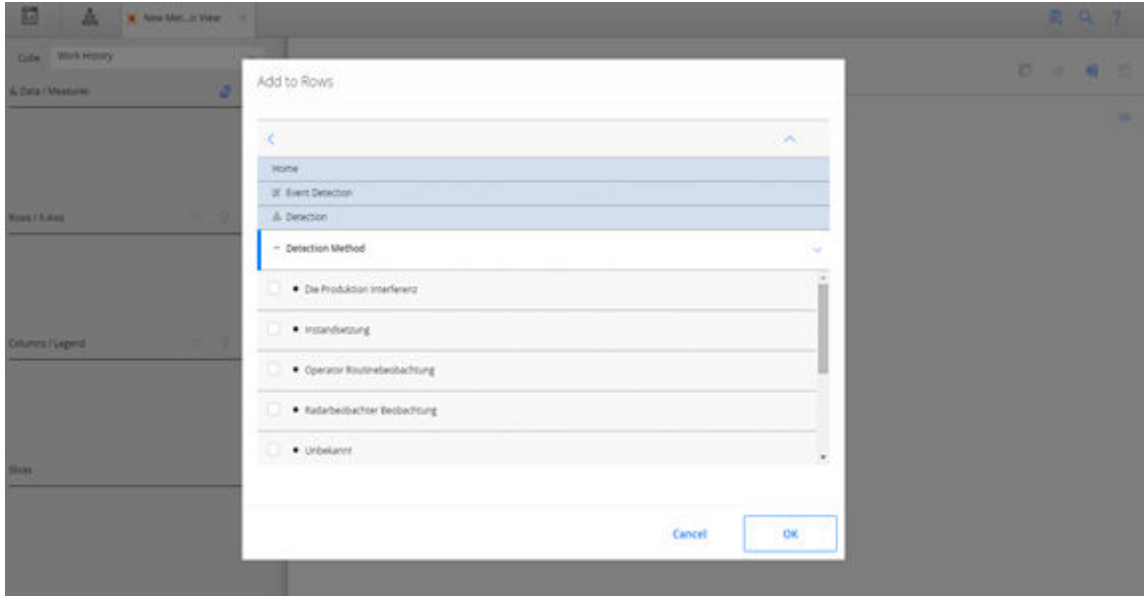 New Met...ic View
Cube
Work History
Data / Measures
Rows / X-Axis
Columns / Legend
Slices
Add to Rows
Home
Event Detection
Detection
Detection Method
Die Produktion Interferenz
Instandsetzung
Operator Routinebeobachtung
Radarbeobachter Beobachtung
Unbekannt
Cancel
OK